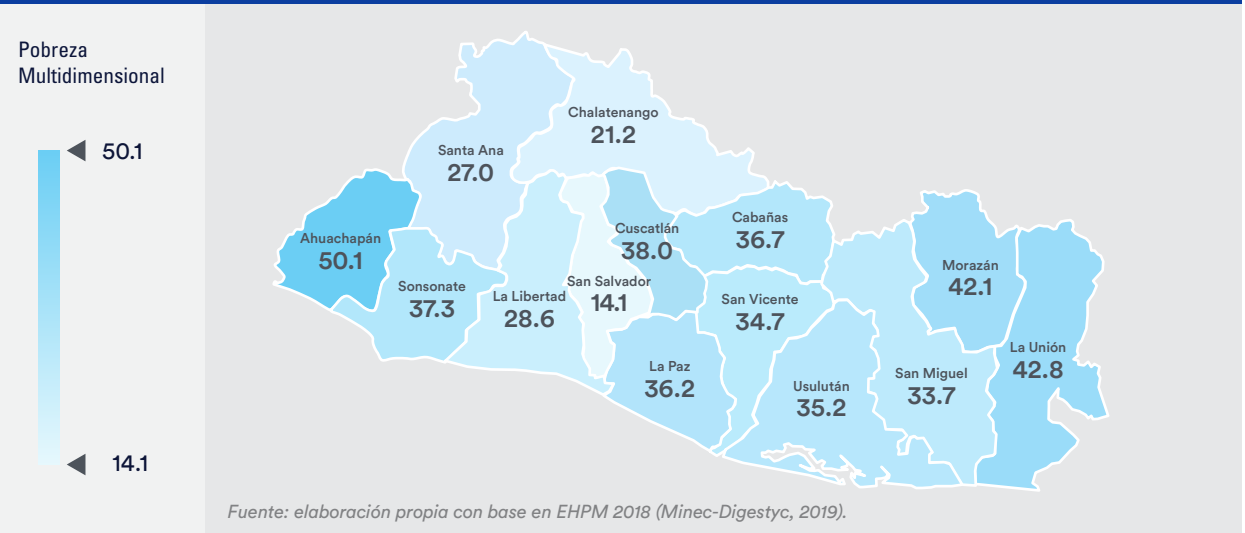 Pobreza
Multidimensional
50.1
14.1
Chalatenango
21.2
Santa Ana
27.0
Ahuachapán
50.1
Sonsonate
37.3
La Libertad
28.6
San Salvador
14.1
Cuscatlán
38.0
Cabañas
36.7
San Vicente
34.7
La Paz
36.2
Usulután
35.2
San Miguel
33.7
Morazán
42.1
La Unión
42.8
Fuente: elaboración propia con base en EHPM 2018 (Minec-Digestyc, 2019).